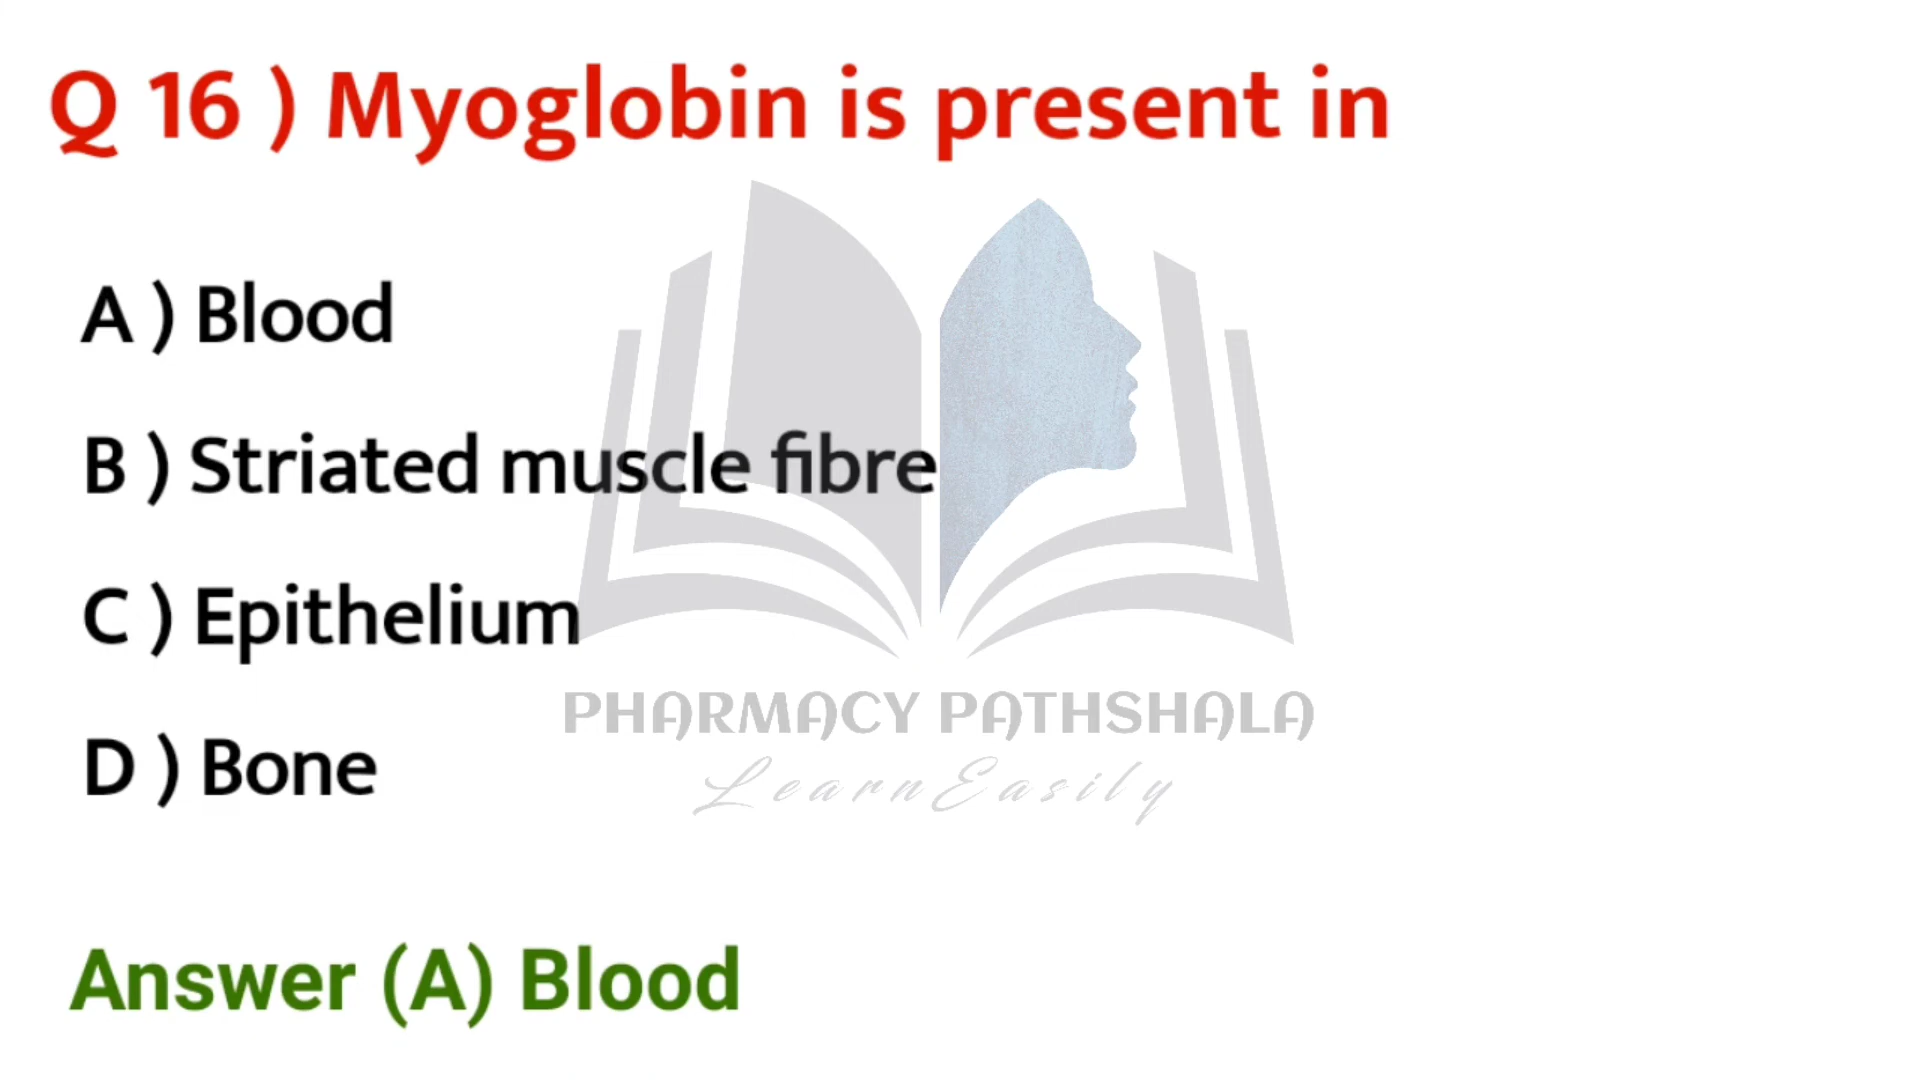 Q 16 ) Myoglobin is present in
A ) Blood
B ) Striated muscle fibre
C ) Epithelium
D ) Bone
PHARMACY PATHSHALA
Learn Easily
Answer (A) Blood